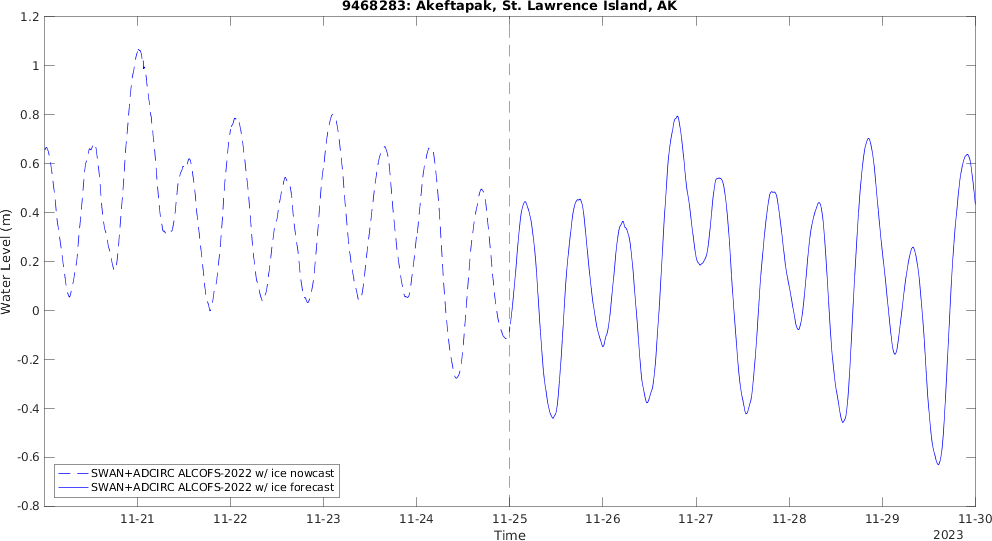 9468283: Akeftapak, St. Lawrence Island, AK
1.2
1
0.8
0.6
0.4
0.2
0
-0.2
-0.4
-0.6
-0.8
Water Level (m)
SWAN+ADCIRC ALCOFS-2022 w/ ice nowcast
SWAN+ADCIRC ALCOFS-2022 w/ ice forecast
11-21 11-22 11-23 11-24 11-25 11-26 11-27 11-28 11-29 11-30
Time
2023